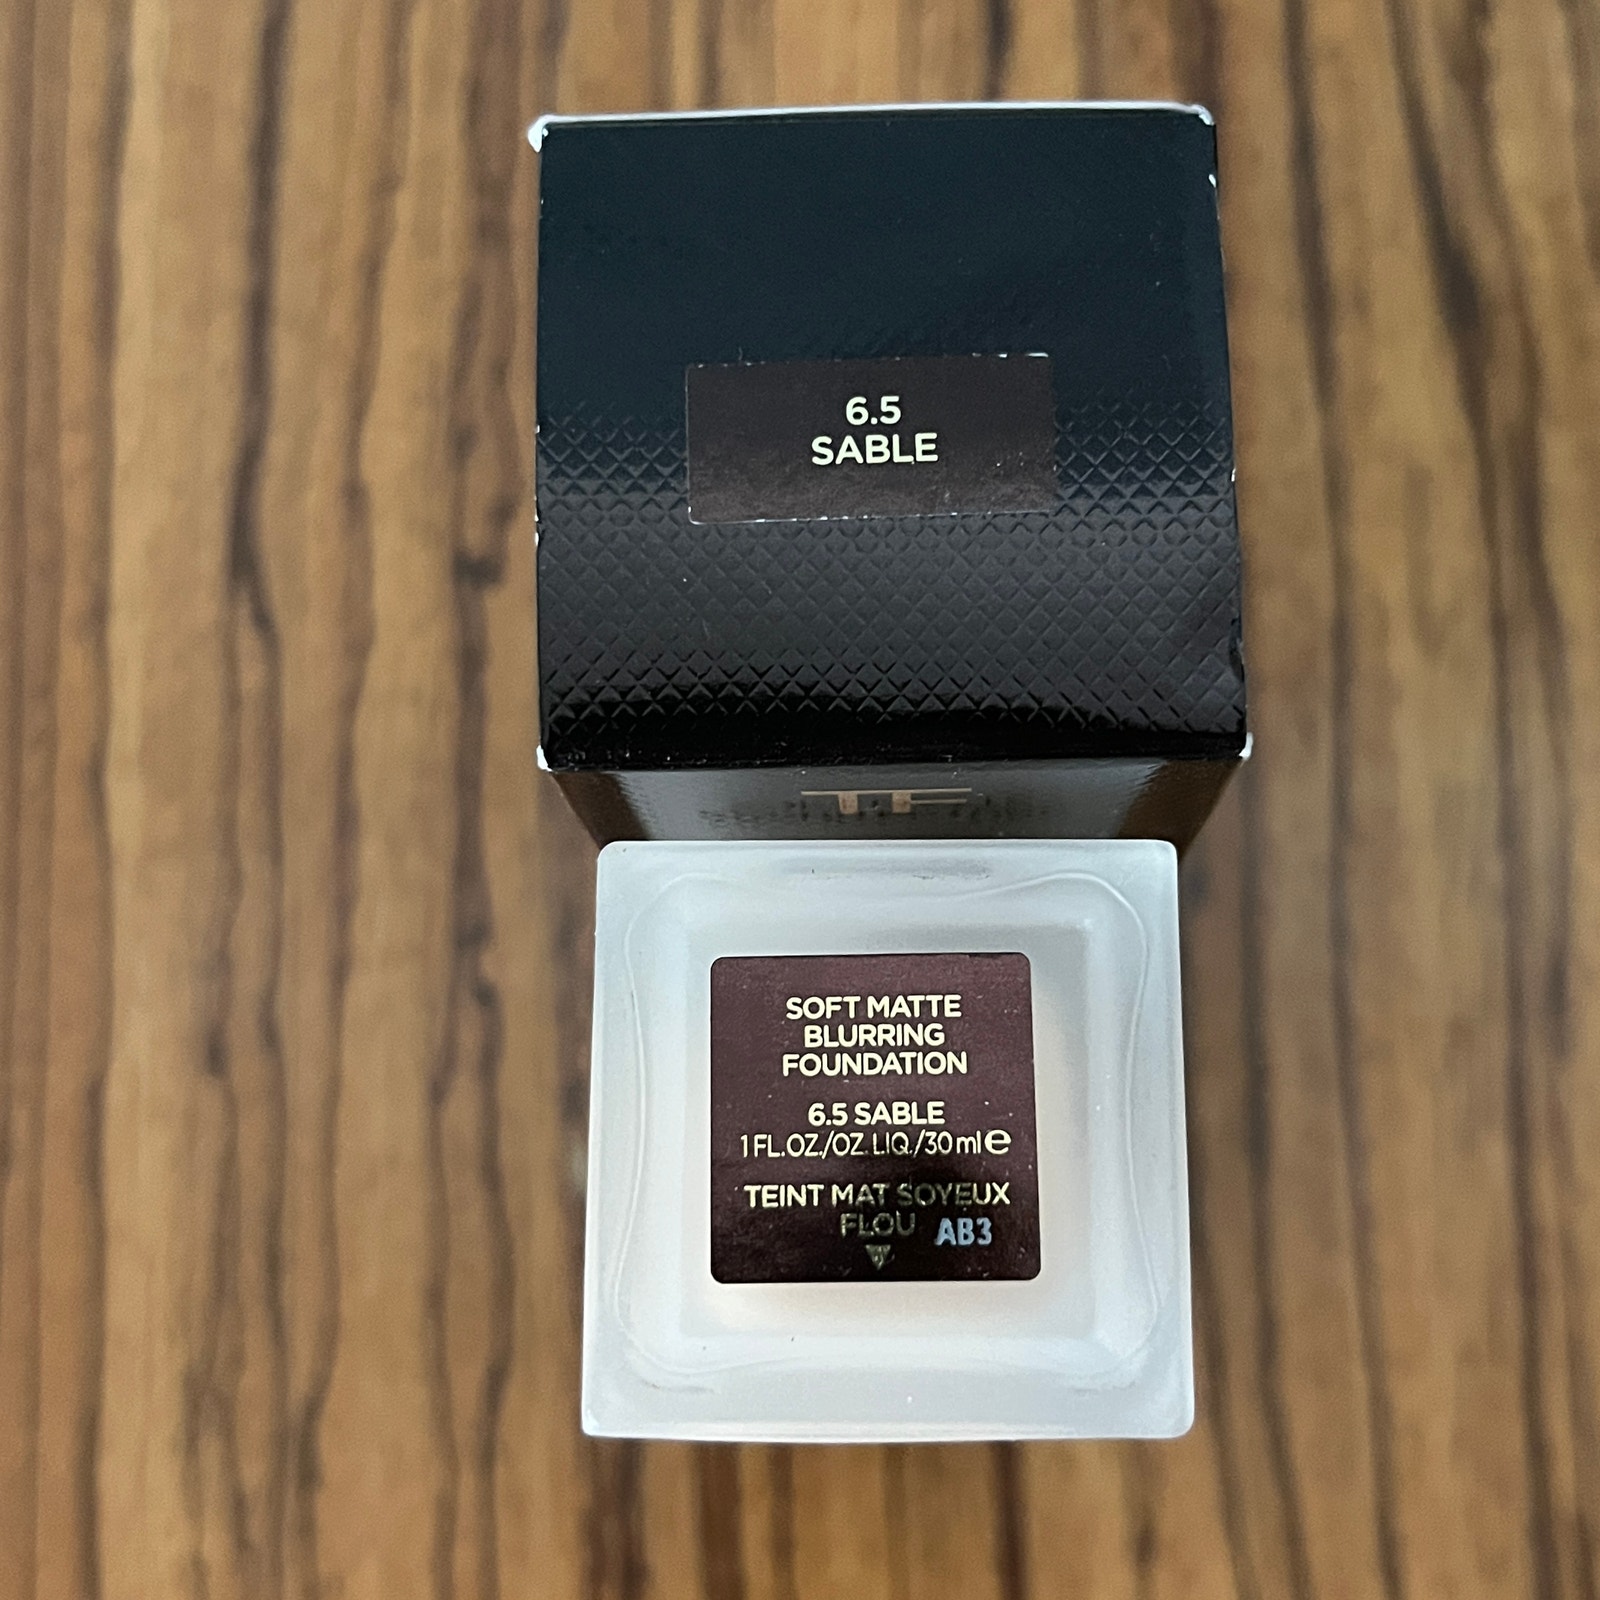 6.5
SABLE
TF
SOFT MATTE
BLURRING
FOUNDATION
6.5 SABLE
1 FL.OZ./OZ. LIQ./30 ml e
TEINT MAT SOYEUX
FLOU AB3